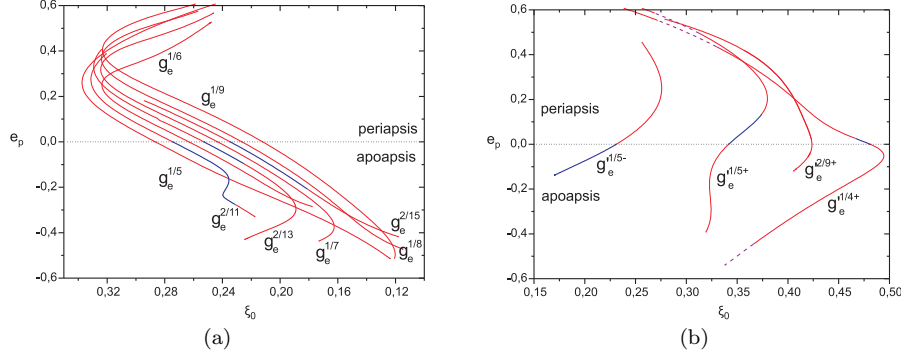 0,6
0,4
0,2
0,0
-0,2
-0,4
-0,6
e_p
0,32 0,28 0,24 0,20 0,16 0,12
ξ₀
g_e^{1/6}
g_e^{1/9}
periapsis
apoapsis
g_e^{1/5}
g_e^{2/11}
g_e^{2/13}
g_e^{1/7}
g_e^{2/15}
g_e^{1/8}
(a)
0,6
0,4
0,2
0,0
-0,2
-0,4
-0,6
e_p
0,15 0,20 0,25 0,30 0,35 0,40 0,45 0,50
ξ₀
periapsis
apoapsis
g_e'^{1/5-}
g_e'^{1/5+}
g_e'^{2/9+}
g_e'^{1/4+}
(b)